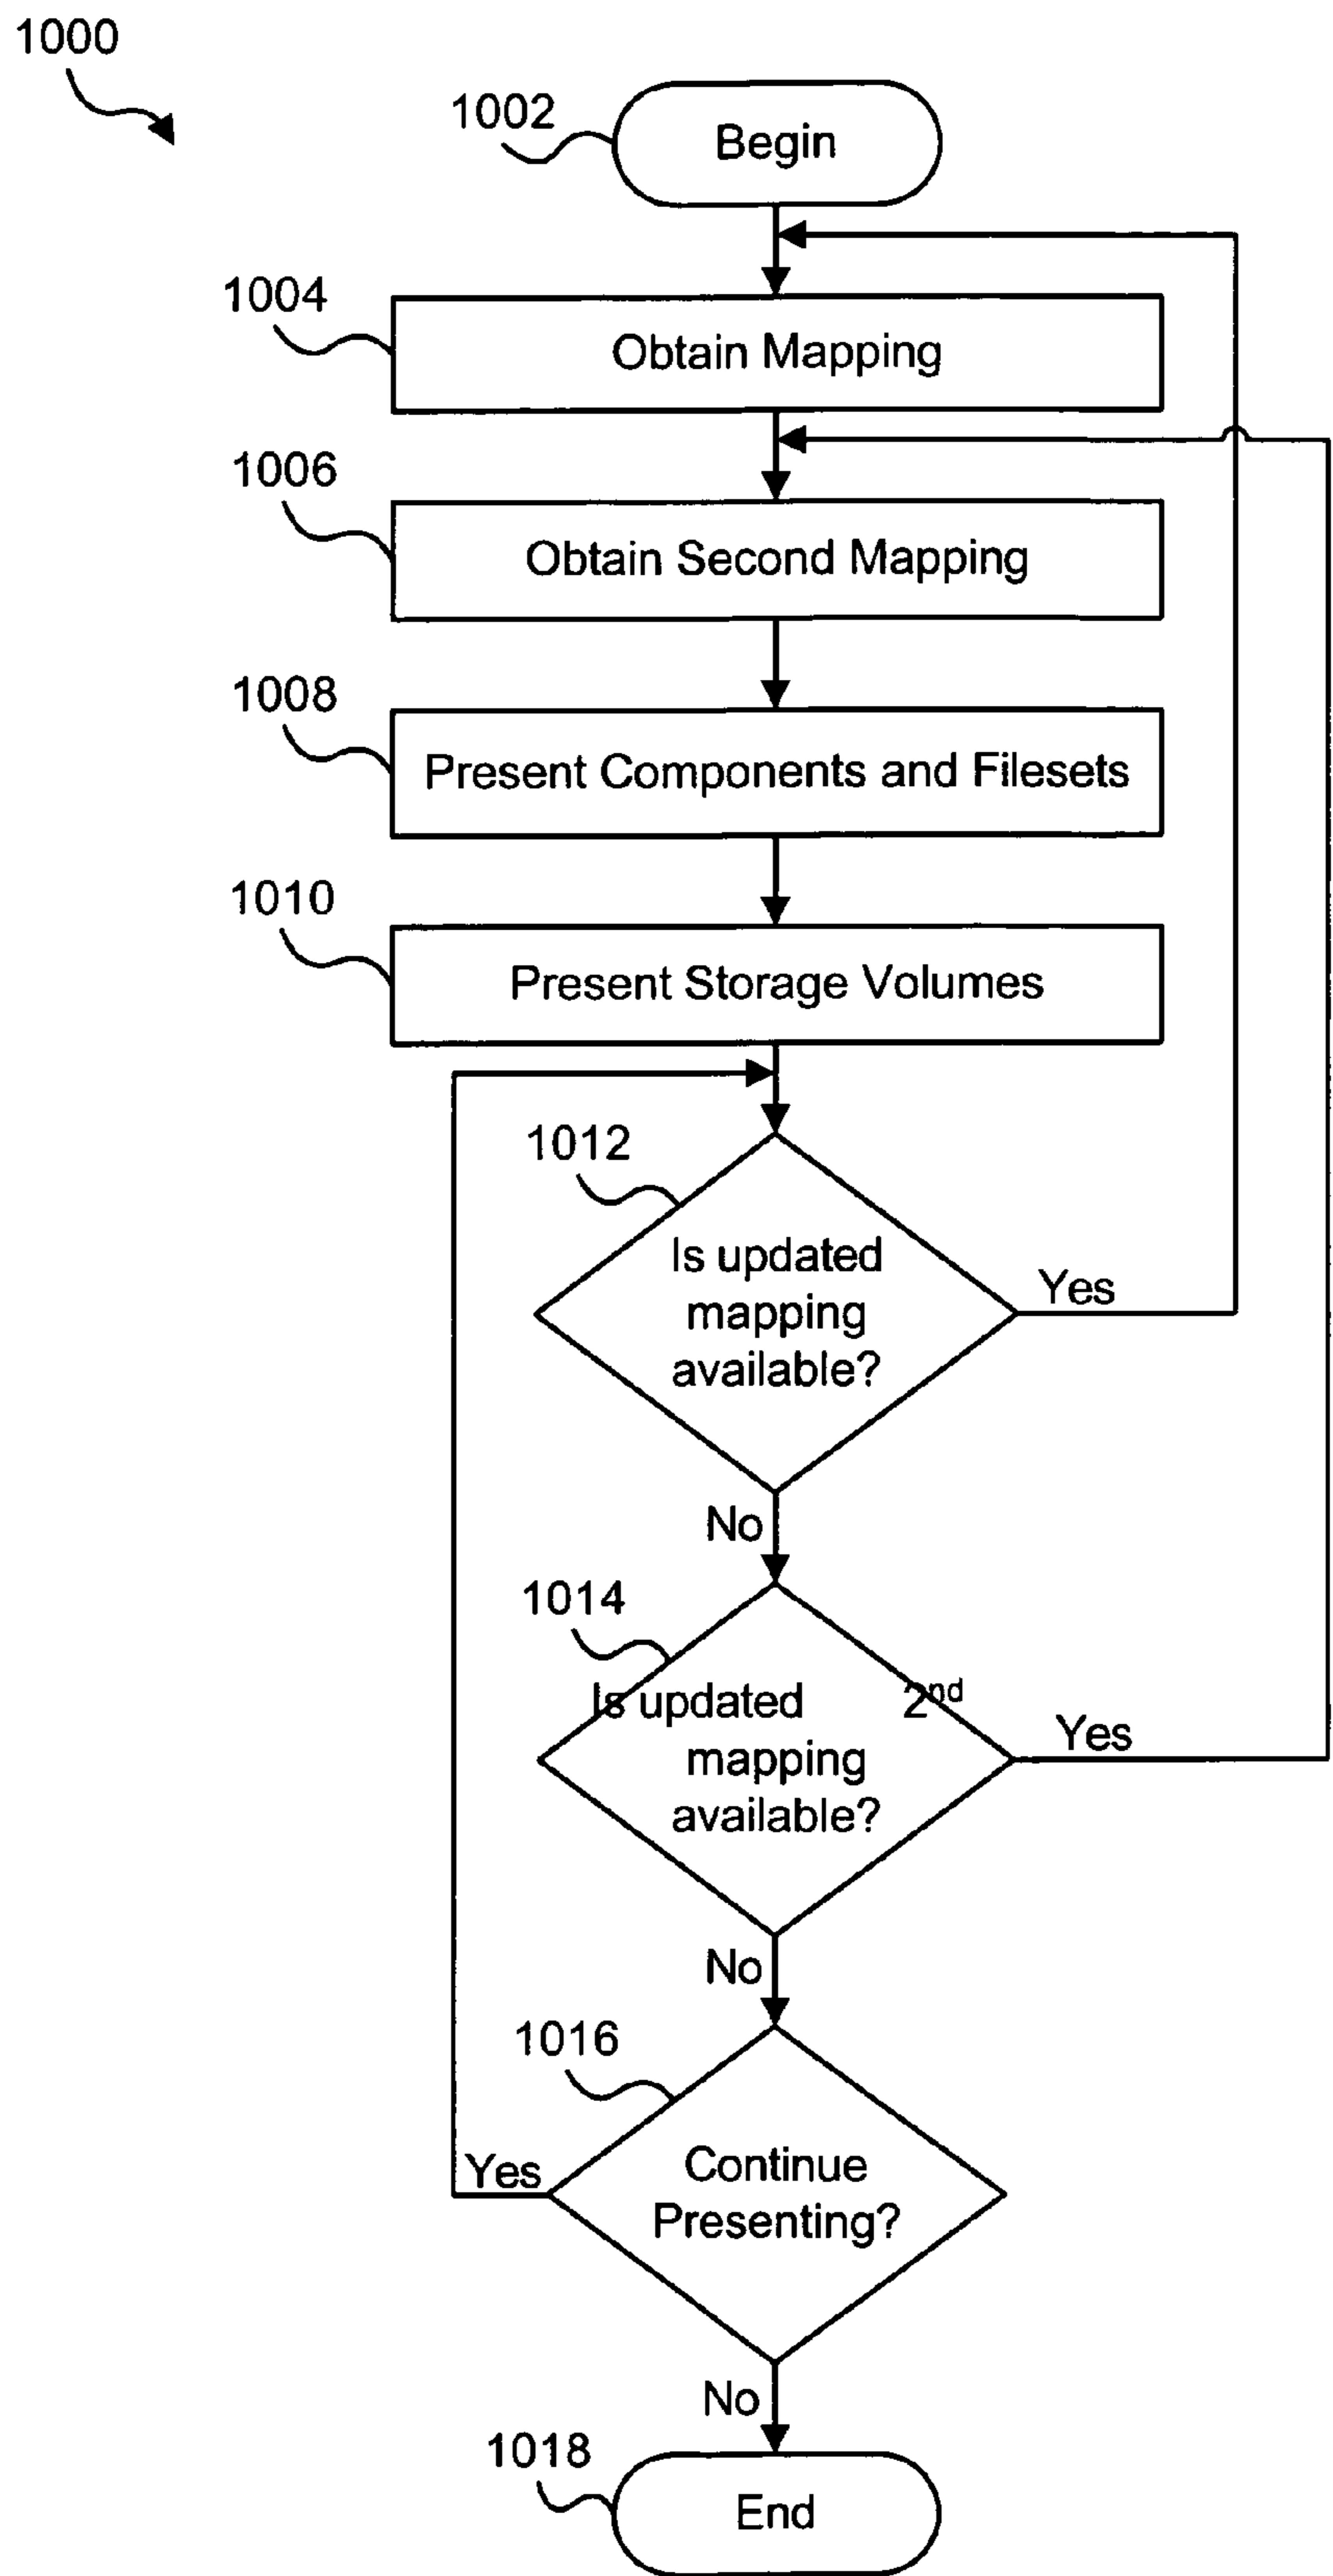 1000
1002
Begin
1004
Obtain Mapping
1006
Obtain Second Mapping
1008
Present Components and Filesets
1010
Present Storage Volumes
1012
Is updated
mapping
available?
Yes
No
1014
Is updated 2nd
mapping
available?
Yes
No
1016
Continue
Presenting?
Yes
No
1018
End